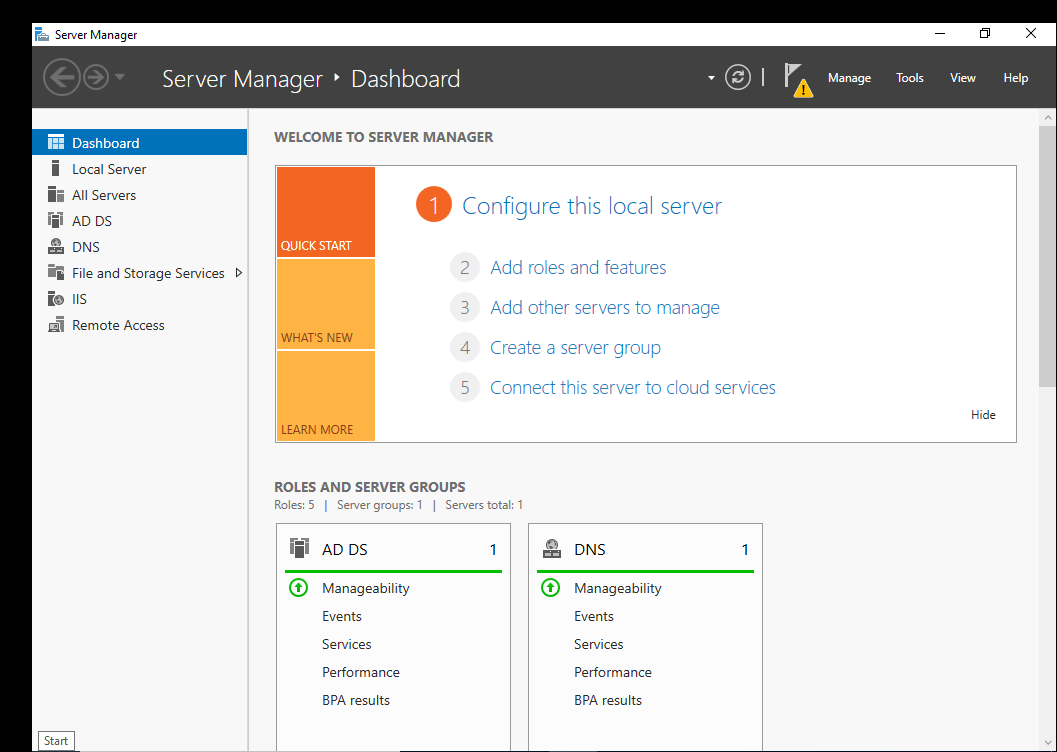 Server Manager
Server Manager ‣ Dashboard
Manage Tools View Help
Dashboard
Local Server
All Servers
AD DS
DNS
File and Storage Services
IIS
Remote Access
WELCOME TO SERVER MANAGER
QUICK START
WHAT'S NEW
LEARN MORE
1 Configure this local server
2 Add roles and features
3 Add other servers to manage
4 Create a server group
5 Connect this server to cloud services
Hide
ROLES AND SERVER GROUPS
Roles: 5 | Server groups: 1 | Servers total: 1
AD DS 1
Manageability
Events
Services
Performance
BPA results
DNS 1
Manageability
Events
Services
Performance
BPA results
Start